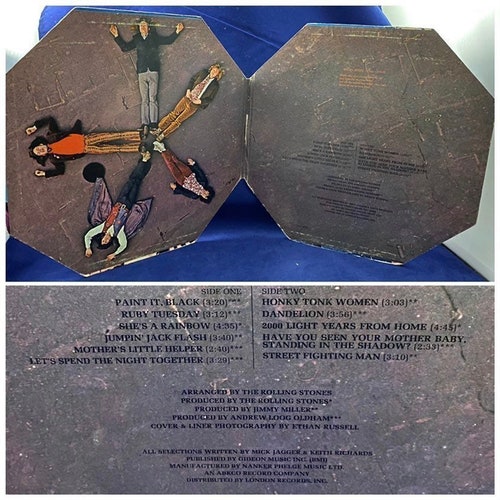 SIDE ONE
PAINT IT, BLACK (3:20)***
RUBY TUESDAY (3:12)***
SHE'S A RAINBOW (4:35)*
JUMPIN' JACK FLASH (3:40)**
MOTHER'S LITTLE HELPER (2:40)***
LET'S SPEND THE NIGHT TOGETHER (3:29)***
SIDE TWO
HONKY TONK WOMEN (3:03)**
DANDELION (3:56)***
2000 LIGHT YEARS FROM HOME (4:45)*
HAVE YOU SEEN YOUR MOTHER BABY,
STANDING IN THE SHADOW? (2:33)***
STREET FIGHTING MAN (3:10)**
ARRANGED BY THE ROLLING STONES
PRODUCED BY THE ROLLING STONES*
PRODUCED BY JIMMY MILLER**
PRODUCED BY ANDREW LOOG OLDHAM***
COVER & LINER PHOTOGRAPHY BY ETHAN RUSSELL
ALL SELECTIONS WRITTEN BY MICK JAGGER & KEITH RICHARDS
PUBLISHED BY GIDEON MUSIC INC. (BMI)
MANUFACTURED BY NANKER PHELGE MUSIC LTD.
AN ABKCO RECORD COMPANY
DISTRIBUTED BY LONDON RECORDS, INC.